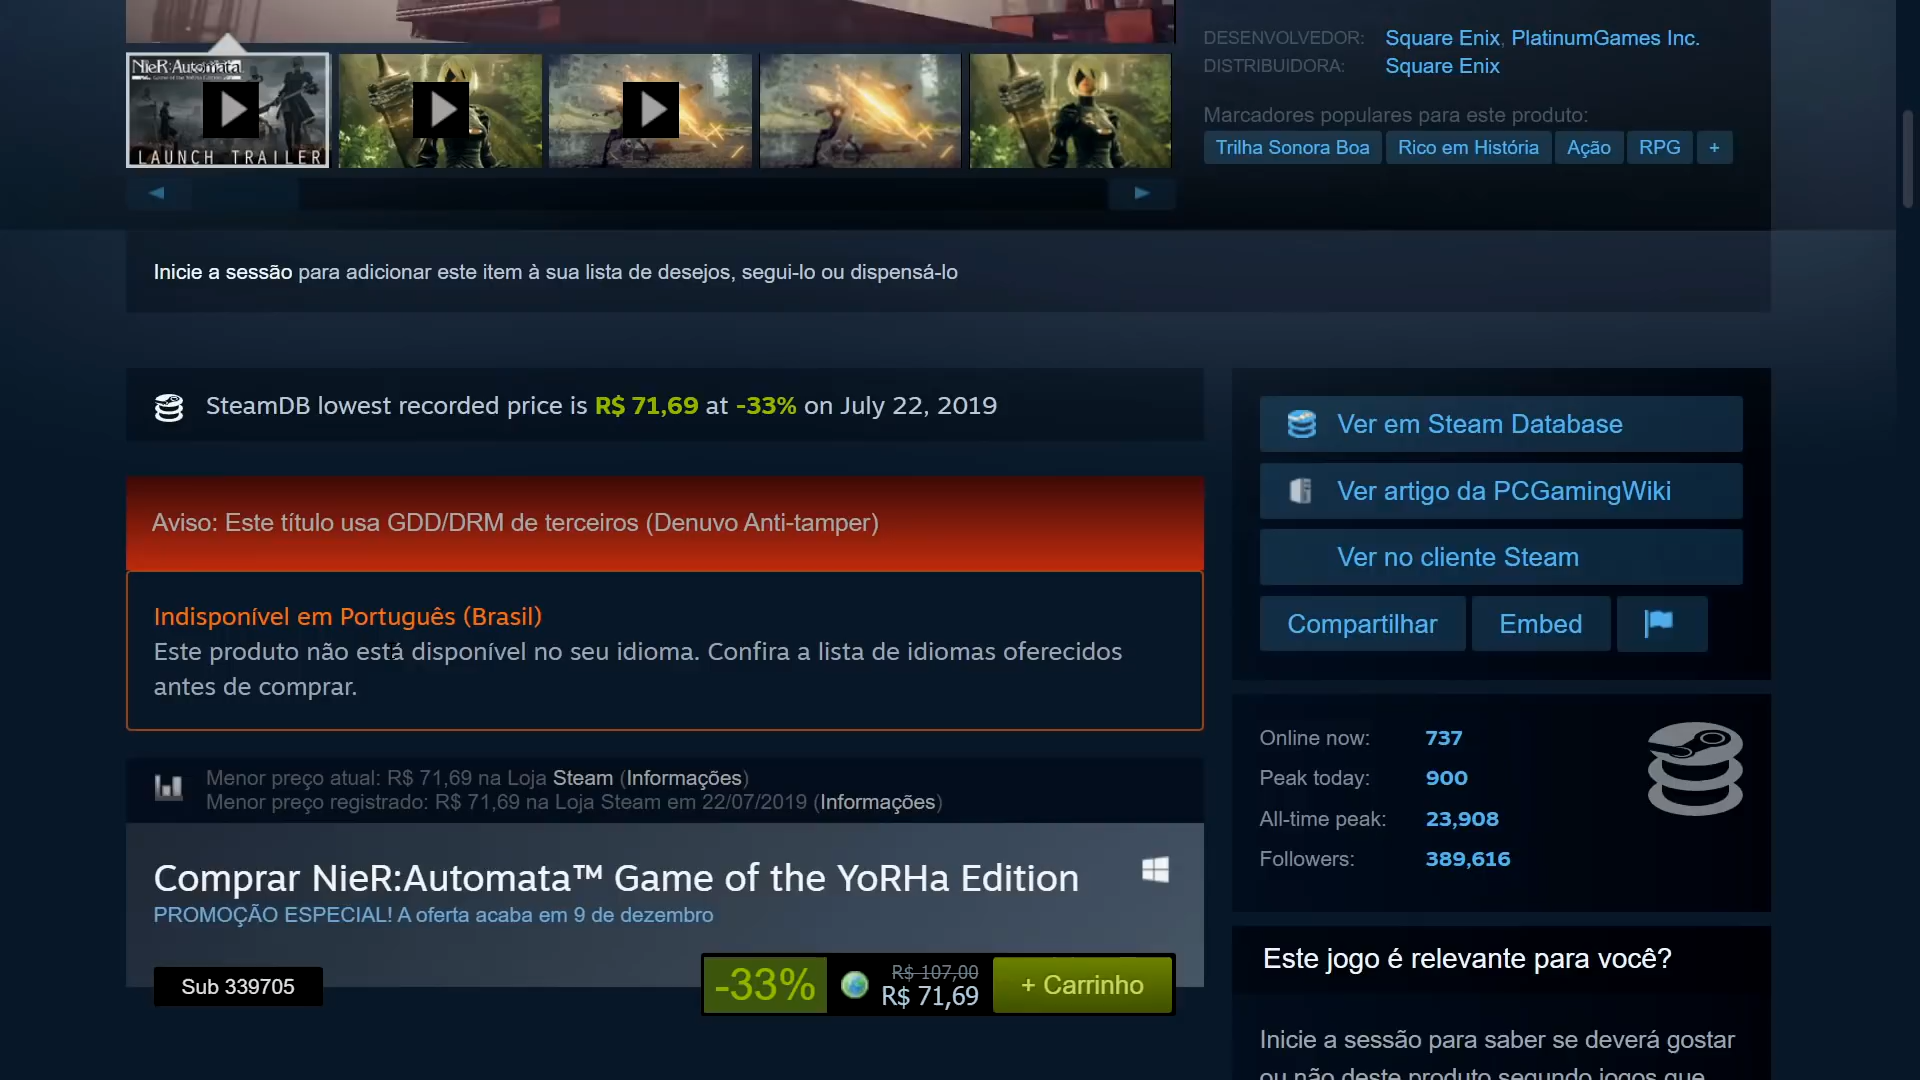 NieR:Automata
LAUNCH TRAILER
DESENVOLVEDOR: Square Enix, PlatinumGames Inc.
DISTRIBUIDORA: Square Enix
Marcadores populares para este produto:
Trilha Sonora Boa Rico em História Ação RPG +
Inicie a sessão para adicionar este item à sua lista de desejos, segui-lo ou dispensá-lo
SteamDB lowest recorded price is R$ 71,69 at -33% on July 22, 2019
Aviso: Este título usa GDD/DRM de terceiros (Denuvo Anti-tamper)
Indisponível em Português (Brasil)
Este produto não está disponível no seu idioma. Confira a lista de idiomas oferecidos
antes de comprar.
Menor preço atual: R$ 71,69 na Loja Steam (Informações)
Menor preço registrado: R$ 71,69 na Loja Steam em 22/07/2019 (Informações)
Comprar NieR:Automata™ Game of the YoRHa Edition
PROMOÇÃO ESPECIAL! A oferta acaba em 9 de dezembro
Sub 339705
-33%
R$ 107,00
R$ 71,69
+ Carrinho
Ver em Steam Database
Ver artigo da PCGamingWiki
Ver no cliente Steam
Compartilhar Embed
Online now: 737
Peak today: 900
All-time peak: 23,908
Followers: 389,616
Este jogo é relevante para você?
Inicie a sessão para saber se deverá gostar
ou não deste produto segundo jogos que